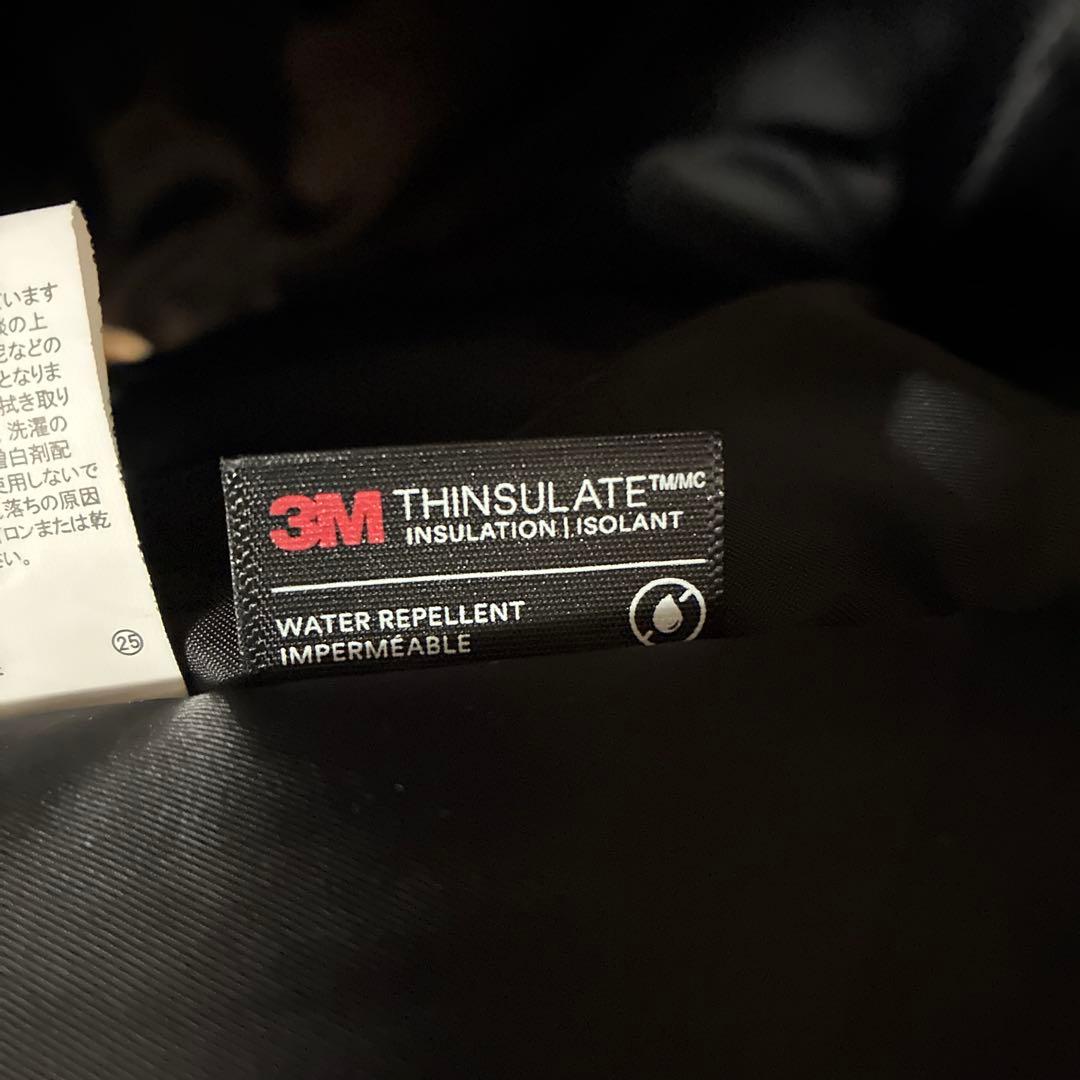 います
の上
などの
となりま
拭き取り
洗濯の
白剤配
使用しないで
落ちの原因
ロンまたは乾
い。
25
3M THINSULATE™/MC
INSULATION | ISOLANT
WATER REPELLENT
IMPERMÉABLE